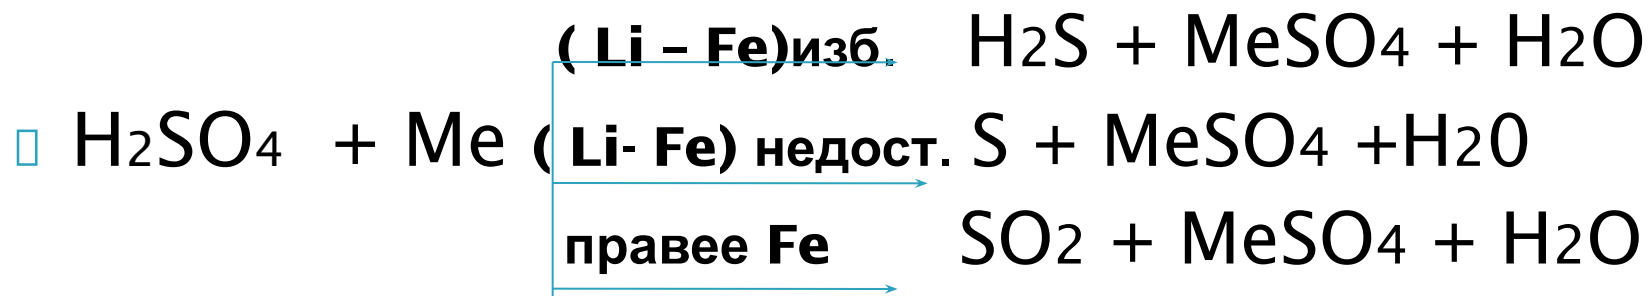 ( Li – Fe)изб. H2S + MeSO4 + H2O
H2SO4 + Me ( Li- Fe) недост. S + MeSO4 +H20
правее Fe SO2 + MeSO4 + H2O